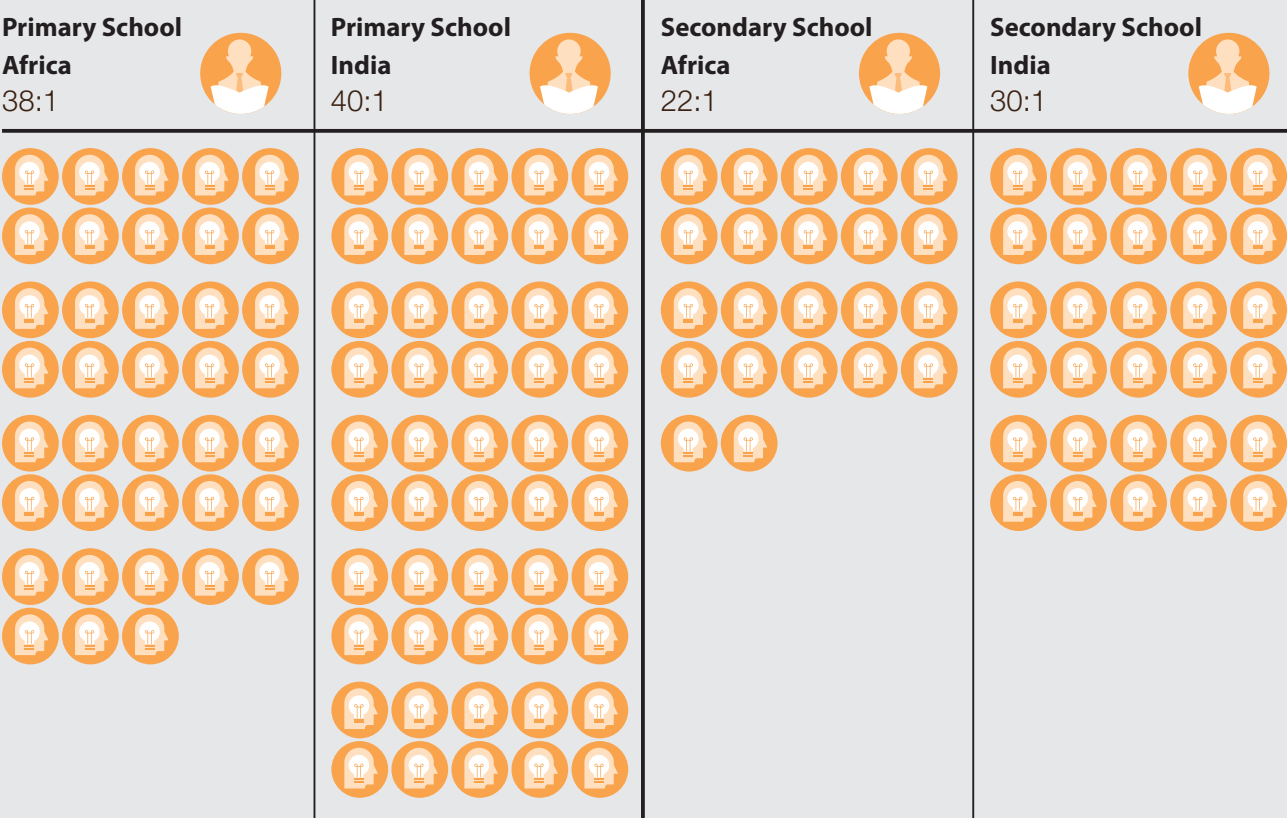 Primary School
Africa
38:1
Primary School
India
40:1
Secondary School
Africa
22:1
Secondary School
India
30:1